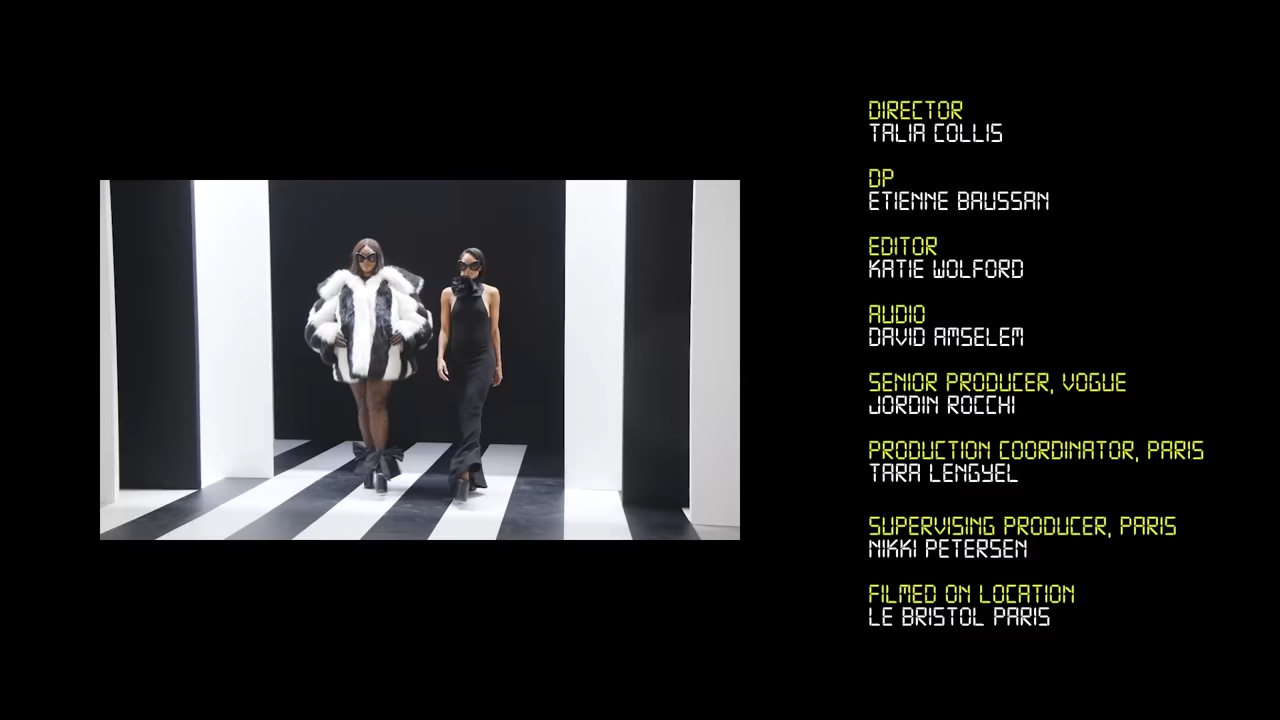 DIRECTOR
TALIA COLLIS
DP
ETIENNE BAUSSAN
EDITOR
KATIE WOLFORD
AUDIO
DAVID AMSELEM
SENIOR PRODUCER, VOGUE
JORDIN ROCCHI
PRODUCTION COORDINATOR, PARIS
TARA LENGYEL
SUPERVISING PRODUCER, PARIS
NIKKI PETERSEN
FILMED ON LOCATION
LE BRISTOL PARIS